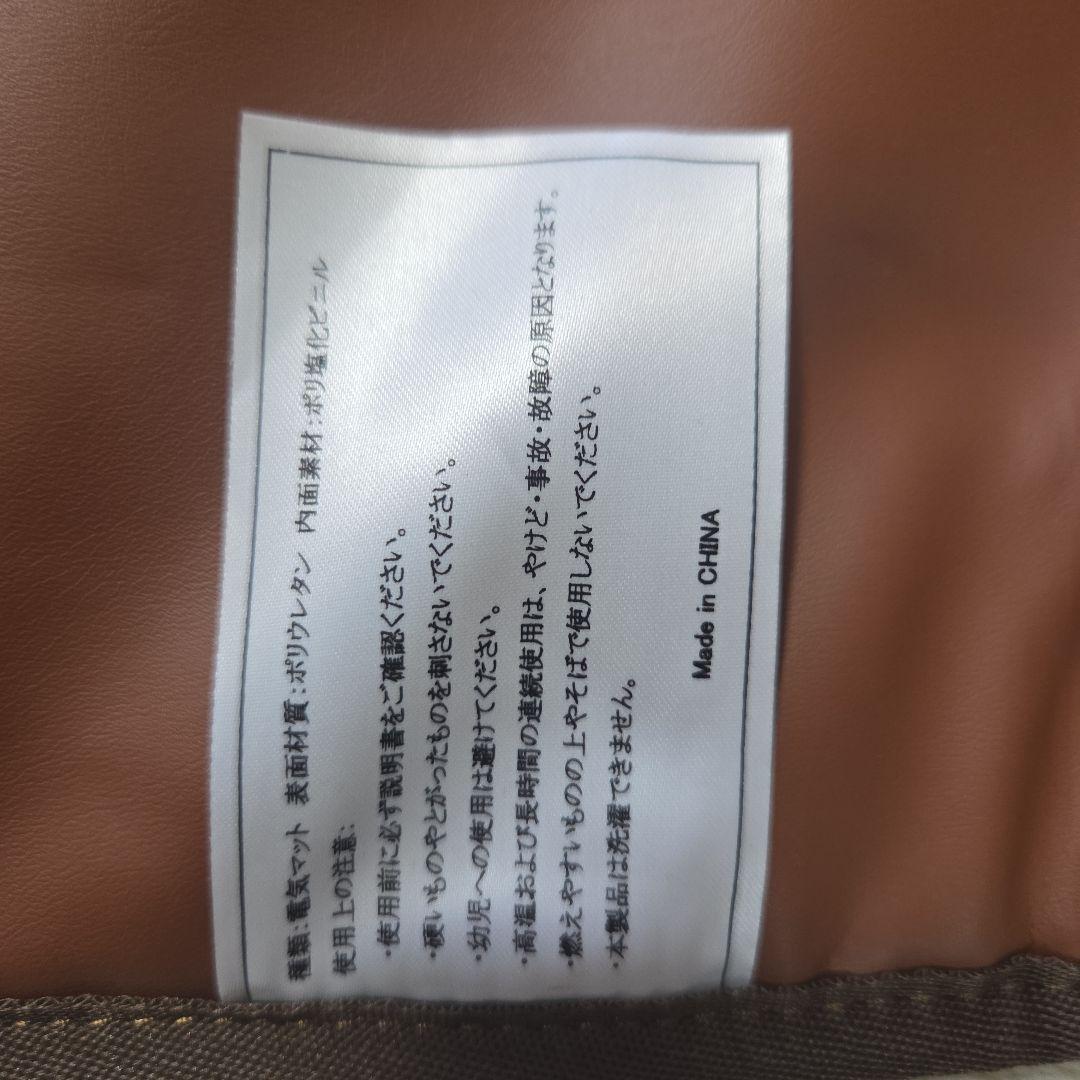 種類:電気マット 表面材質:ポリウレタン 内面素材:ポリ塩化ビニル
使用上の注意:
・使用前に必ず説明書をご確認ください。
・硬いものやとがったものを刺さないでください。
・幼児への使用は避けてください。
・高温および長時間の連続使用は、やけど・事故・故障の原因となります。
・燃えやすいものの上やそばで使用しないでください。
・本製品は洗濯できません。
Made in CHINA